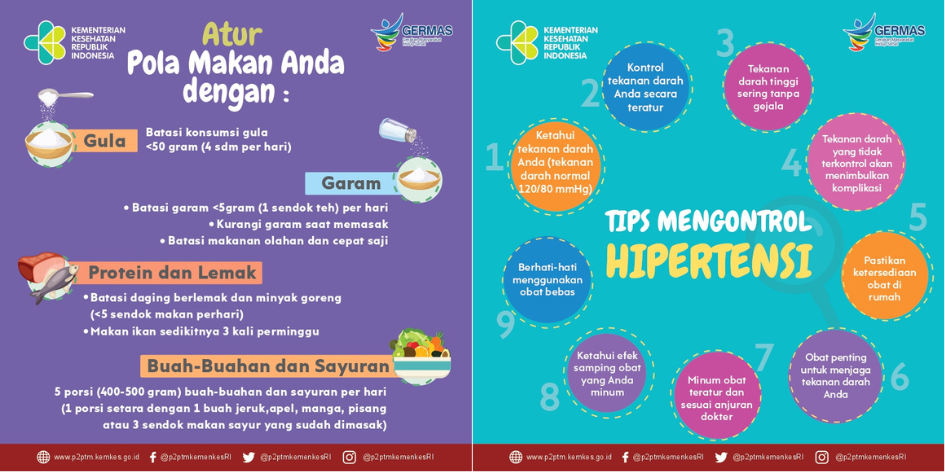 KEMENTERIAN
KESEHATAN
REPUBLIK
INDONESIA
GERMAS
Atur
Pola Makan Anda
dengan :
Gula
Batasi konsumsi gula
<50 gram (4 sdm per hari)
Garam
• Batasi garam <5gram (1 sendok teh) per hari
• Kurangi garam saat memasak
• Batasi makanan olahan dan cepat saji
Protein dan Lemak
• Batasi daging berlemak dan minyak goreng
(<5 sendok makan perhari)
• Makan ikan sedikitnya 3 kali perminggu
Buah-Buahan dan Sayuran
5 porsi (400-500 gram) buah-buahan dan sayuran per hari
(1 porsi setara dengan 1 buah jeruk,apel, manga, pisang
atau 3 sendok makan sayur yang sudah dimasak)
www.p2ptm.kemkes.go.id @p2ptmkemenkesRI @p2ptmkemenkesRI @p2ptmkemenkesRI
KEMENTERIAN
KESEHATAN
REPUBLIK
INDONESIA
GERMAS
TIPS MENGONTROL
HIPERTENSI
1
Ketahui
tekanan darah
Anda (tekanan
darah normal
120/80 mmHg)
2
Kontrol
tekanan darah
Anda secara
teratur
3
Tekanan
darah tinggi
sering tanpa
gejala
4
Tekanan darah
yang tidak
terkontrol akan
menimbulkan
komplikasi
5
Pastikan
ketersediaan
obat di
rumah
6
Obat penting
untuk menjaga
tekanan darah
Anda
7
Minum obat
teratur dan
sesuai anjuran
dokter
8
Ketahui efek
samping obat
yang Anda
minum
9
Berhati-hati
menggunakan
obat bebas
www.p2ptm.kemkes.go.id @p2ptmkemenkesRI @p2ptmkemenkesRI @p2ptmkemenkesRI